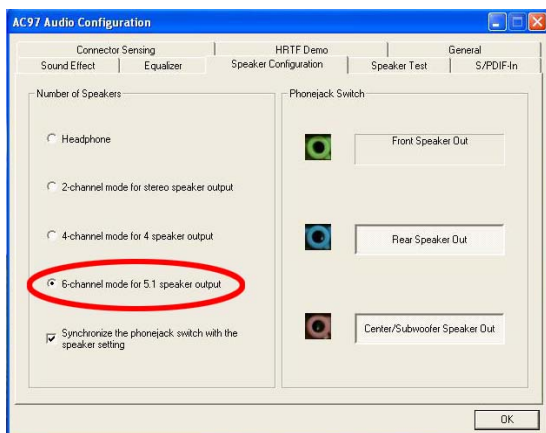 AC97 Audio Configuration
Connector Sensing HRTF Demo General
Sound Effect Equalizer Speaker Configuration Speaker Test S/PDIF-In
Number of Speakers
Headphone
2-channel mode for stereo speaker output
4-channel mode for 4 speaker output
6-channel mode for 5.1 speaker output
Synchronize the phonejack switch with the
speaker setting
Phonejack Switch
Front Speaker Out
Rear Speaker Out
Center/Subwoofer Speaker Out
OK